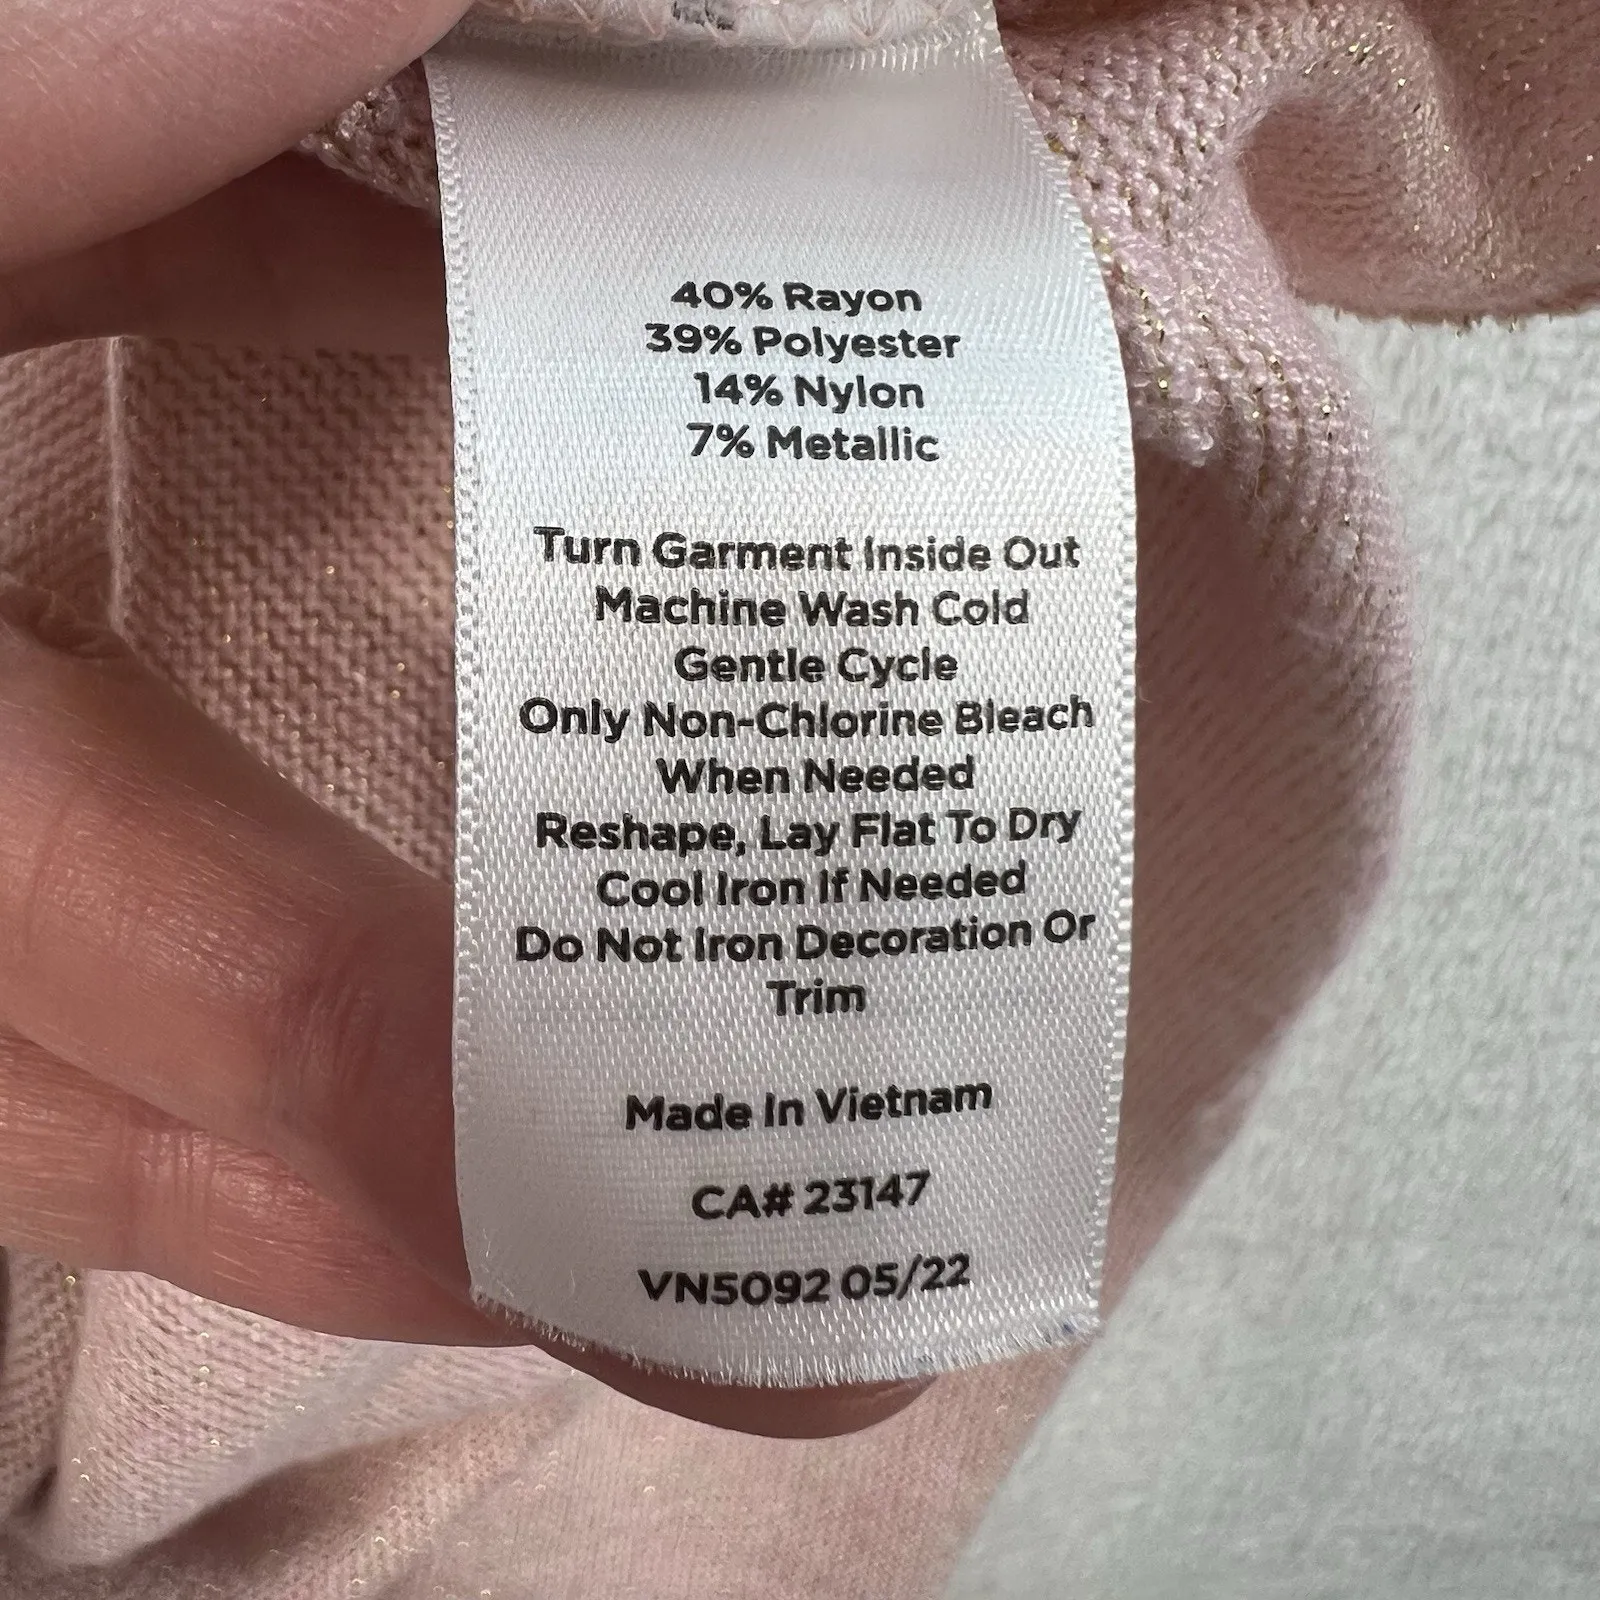 40% Rayon
39% Polyester
14% Nylon
7% Metallic
Turn Garment Inside Out
Machine Wash Cold
Gentle Cycle
Only Non-Chlorine Bleach
When Needed
Reshape, Lay Flat To Dry
Cool Iron If Needed
Do Not Iron Decoration Or
Trim
Made In Vietnam
CA# 23147
VN5092 05/22